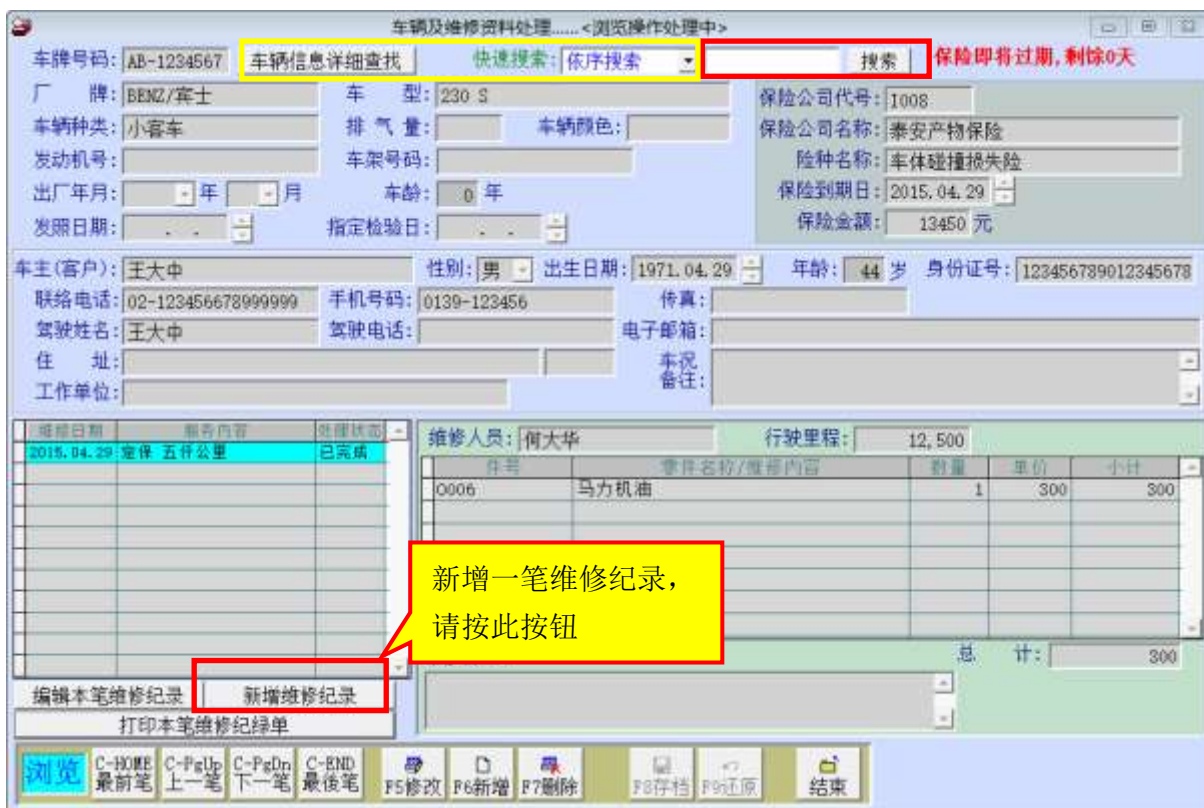 车辆及维修资料处理......<浏览操作处理中>
车牌号码: AB-1234567 车辆信息详细查找 快速搜索: 依序搜索 搜索 保险即将过期,剩馀0天
厂 牌: BENZ/宾士 车 型: 230 S 保险公司代号: I008
车辆种类: 小客车 排 气 量: 车辆颜色: 保险公司名称: 泰安产物保险
发动机号: 车架号码: 险种名称: 车体碰撞损失险
出厂年月: 年 月 车龄: 0 年 保险到期日: 2015.04.29
发照日期: . . 指定检验日: . . 保险金额: 13450 元
车主(客户): 王大中 性别: 男 出生日期: 1971.04.29 年龄: 44 岁 身份证号: 123456789012345678
联络电话: 02-123456678999999 手机号码: 0139-123456 传真:
驾驶姓名: 王大中 驾驶电话: 电子邮箱:
住 址: 车况
备注:
工作单位:
维修日期 服务内容 处理状态 维修人员: 何大华 行驶里程: 12,500
2015.04.29 定保 五仟公里 已完成 件号 零件名称/维修内容 数量 单价 小计
0006 马力机油 1 300 300
新增一笔维修纪录,
请按此按钮
总 计: 300
编辑本笔维修纪录 新增维修纪录
打印本笔维修纪绿单
浏览 C-HOME 最前笔 C-PgUp 上一笔 C-PgDn 下一笔 C-END 最後笔 F5修改 F6新增 F7删除 F8存档 F9还原 结束